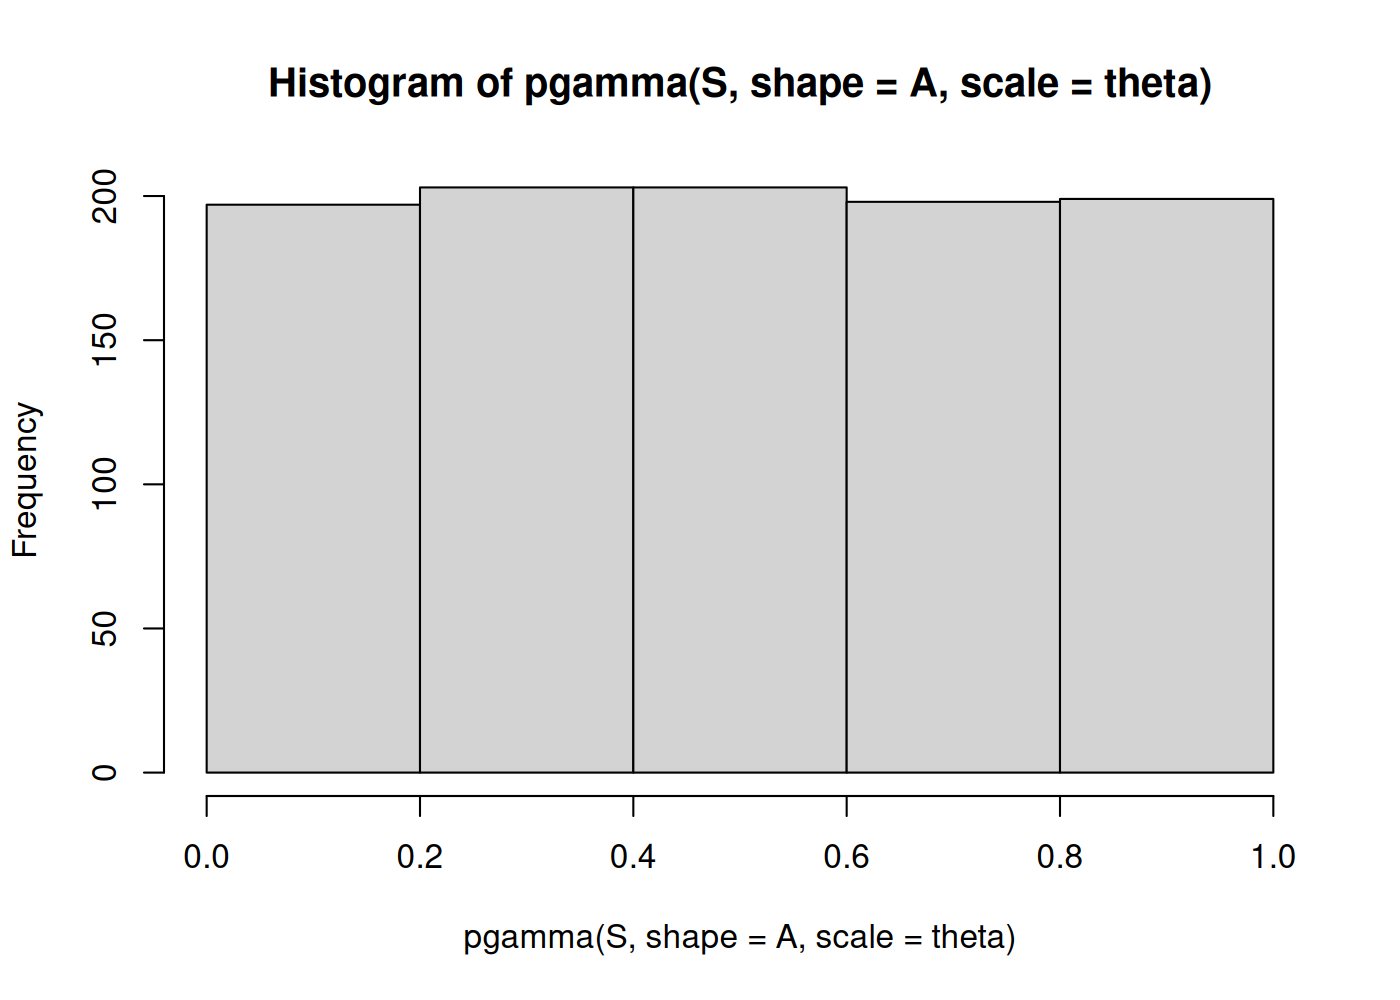 Histogram of pgamma(S, shape = A, scale = theta)
Frequency
200
150
100
50
0
0.0 0.2 0.4 0.6 0.8 1.0
pgamma(S, shape = A, scale = theta)